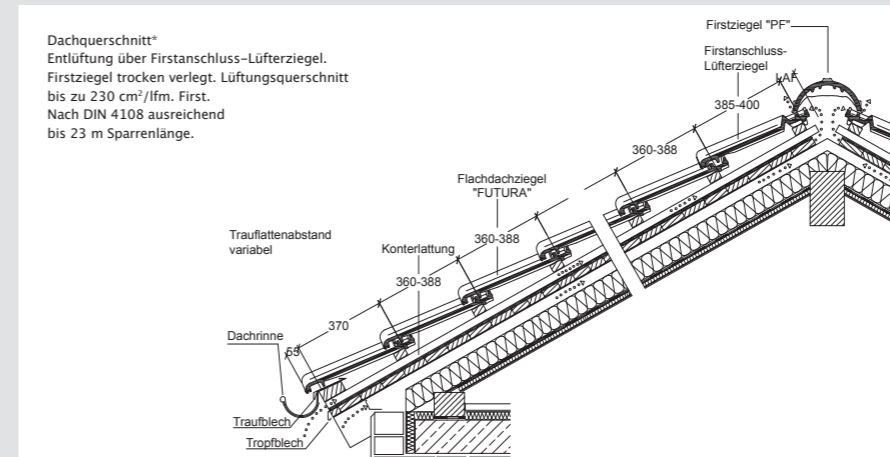 Dachquerschnitt*
Entlüftung über Firstanschluss-Lüfterziegel.
Firstziegel trocken verlegt. Lüftungsquerschnitt
bis zu 230 cm²/lfm. First.
Nach DIN 4108 ausreichend
bis 23 m Sparrenlänge.
Firstziegel "PF"
Firstanschluss-
Lüfterziegel
LAF
385-400
360-388
Flachdachziegel
"FUTURA"
360-388
Trauflattenabstand
variabel
Konterlattung
360-388
370
Dachrinne
55
Traufblech
Tropfblech